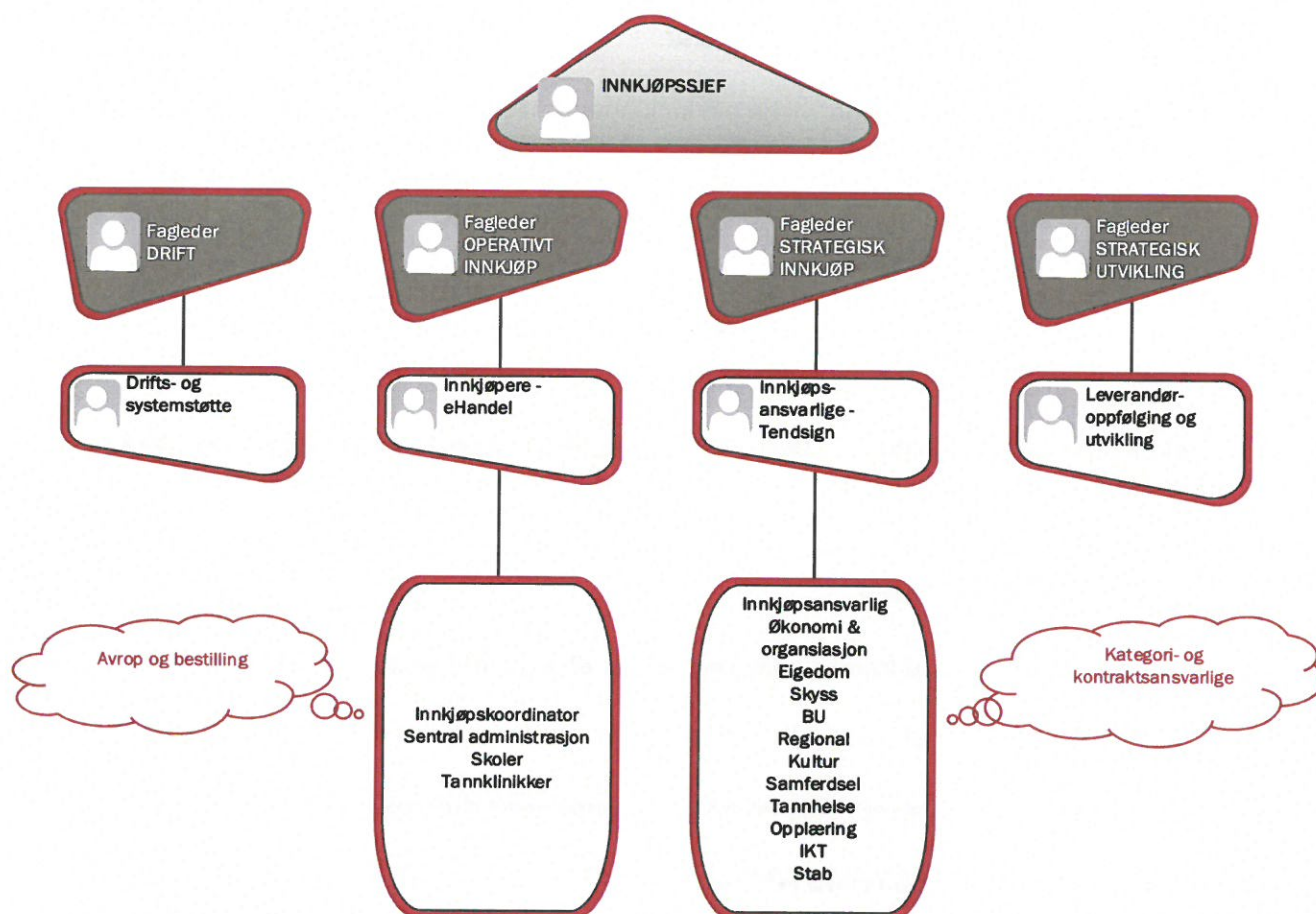 INNKJØPSSJEF
Fagleder
DRIFT
Fagleder
OPERATIVT
INNKJØP
Fagleder
STRATEGISK
INNKJØP
Fagleder
STRATEGISK
UTVIKLING
Drifts- og
systemstøtte
Innkjøpere -
eHandel
Innkjøps-
ansvarlige -
Tendsign
Leverandør-
oppfølging og
utvikling
Avrop og bestilling
Innkjøpskoordinator
Sentral administrasjon
Skoler
Tannklinikker
Innkjøpsansvarlig
Økonomi &
organsiasjon
Eigedom
Skyss
BU
Regional
Kultur
Samferdsel
Tannhelse
Opplæring
IKT
Stab
Kategori- og
kontraktsansvarlige